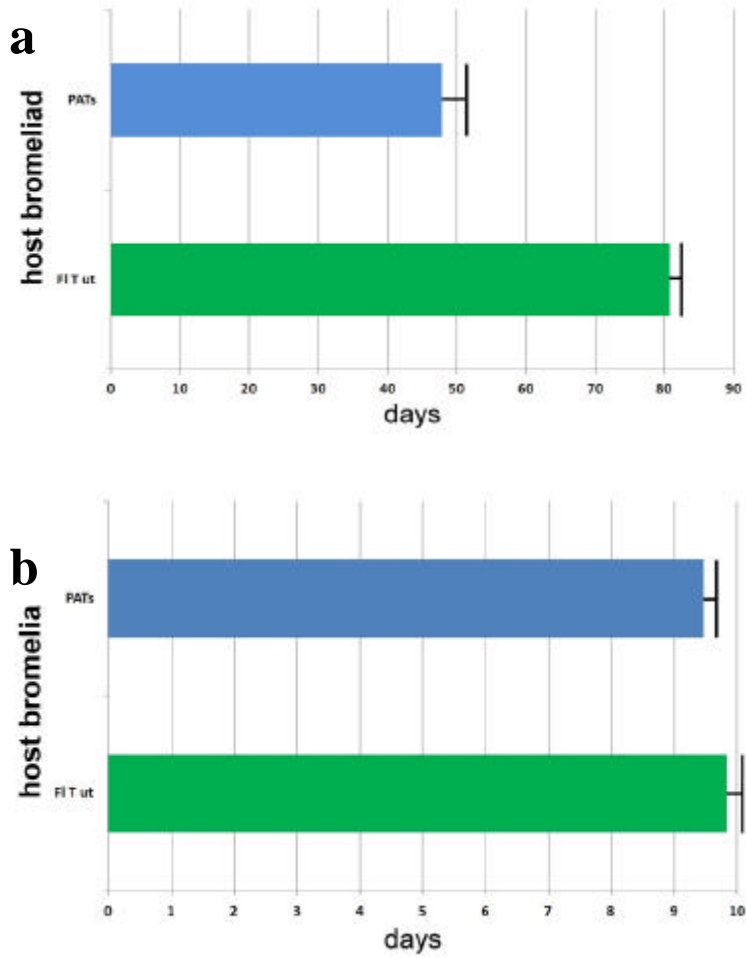 a
host bromeliad
PATs
Fl T ut
0 10 20 30 40 50 60 70 80 90
days
b
host bromelia
PATs
Fl T ut
0 1 2 3 4 5 6 7 8 9 10
days